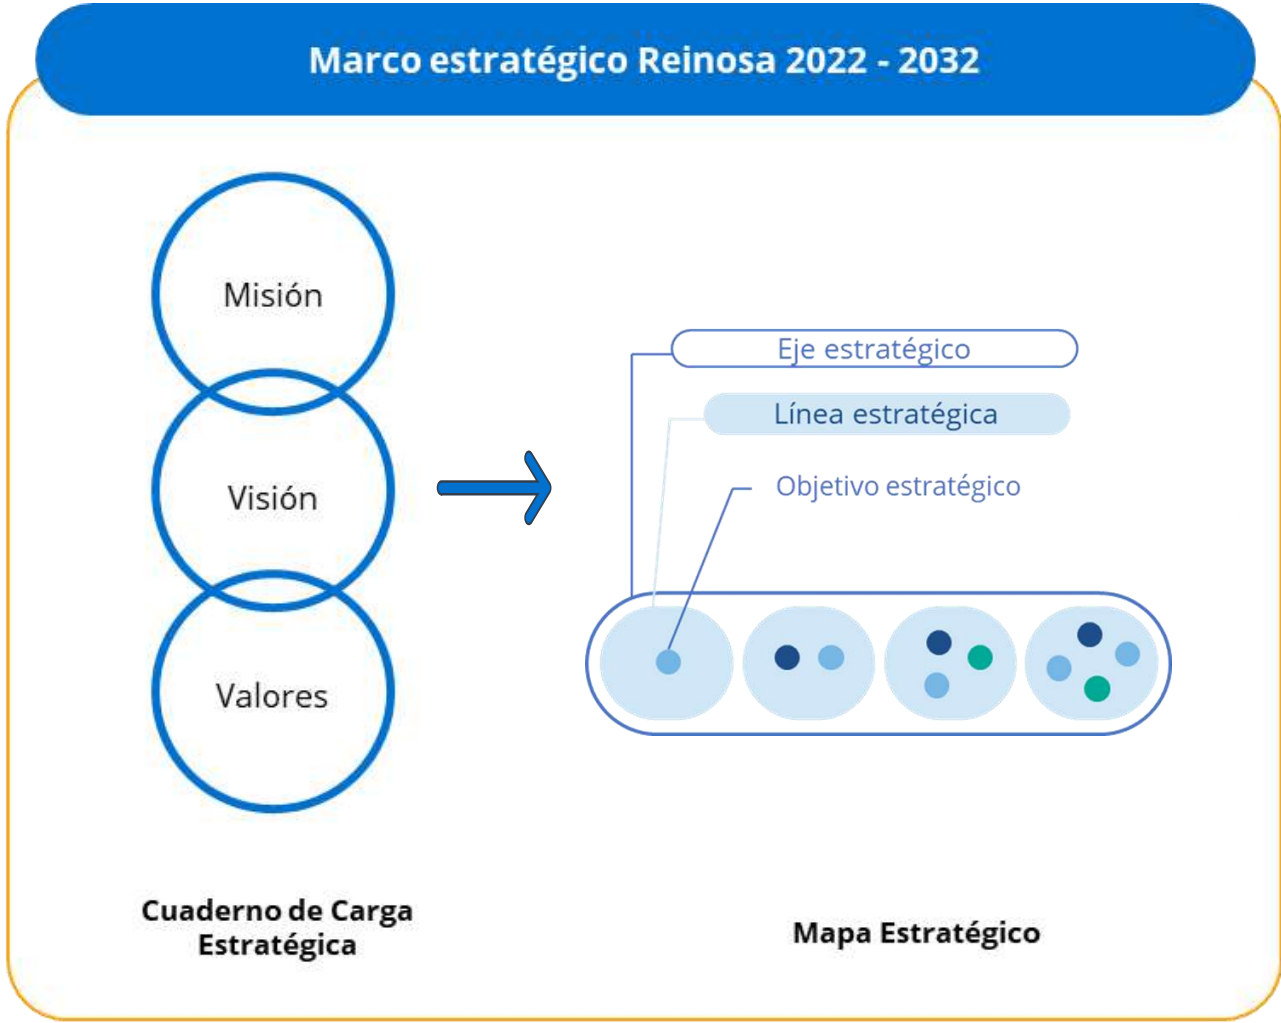 Marco estratégico Reinosa 2022 - 2032
Misión
Visión
Valores
Cuaderno de Carga
Estratégica
Eje estratégico
Línea estratégica
Objetivo estratégico
Mapa Estratégico